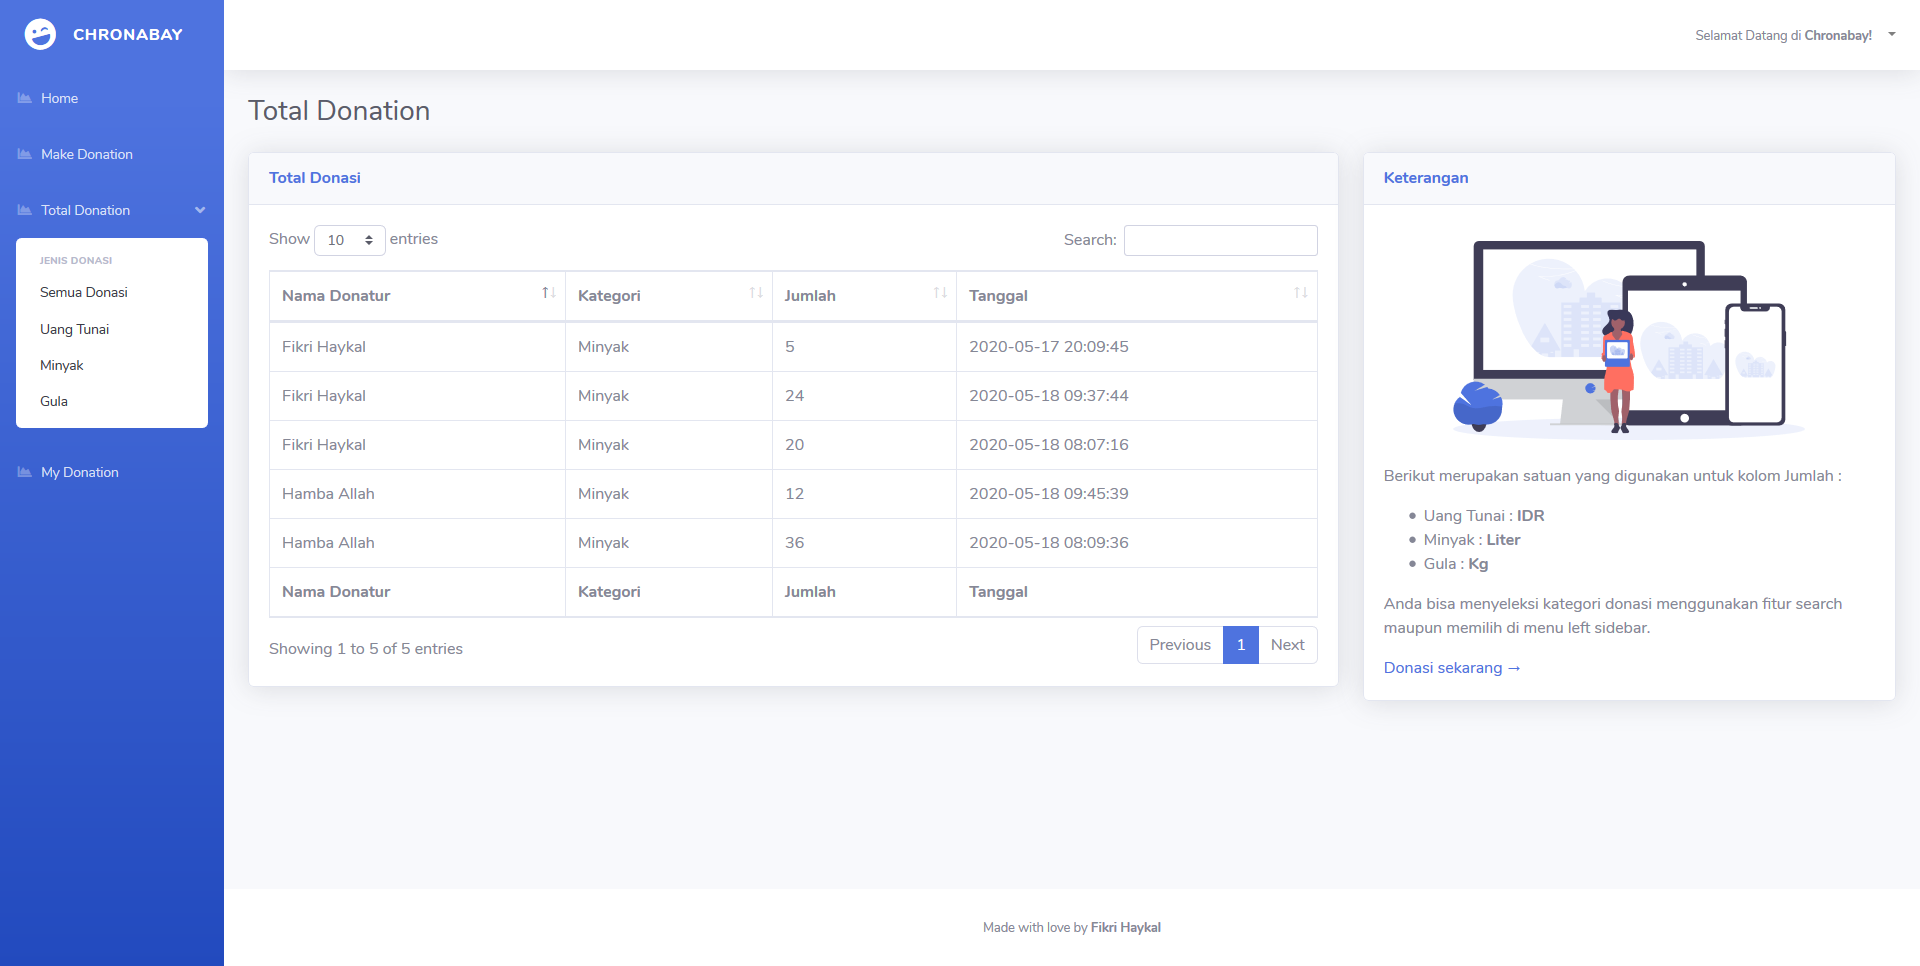 CHRONABAY
Selamat Datang di Chronabay!
Home
Make Donation
Total Donation
JENIS DONASI
Semua Donasi
Uang Tunai
Minyak
Gula
My Donation
Total Donation
Total Donasi
Show 10 entries
Search:
Nama Donatur Kategori Jumlah Tanggal
Fikri Haykal Minyak 5 2020-05-17 20:09:45
Fikri Haykal Minyak 24 2020-05-18 09:37:44
Fikri Haykal Minyak 20 2020-05-18 08:07:16
Hamba Allah Minyak 12 2020-05-18 09:45:39
Hamba Allah Minyak 36 2020-05-18 08:09:36
Nama Donatur Kategori Jumlah Tanggal
Showing 1 to 5 of 5 entries
Previous 1 Next
Keterangan
Berikut merupakan satuan yang digunakan untuk kolom Jumlah :
• Uang Tunai : IDR
• Minyak : Liter
• Gula : Kg
Anda bisa menyeleksi kategori donasi menggunakan fitur search
maupun memilih di menu left sidebar.
Donasi sekarang →
Made with love by Fikri Haykal